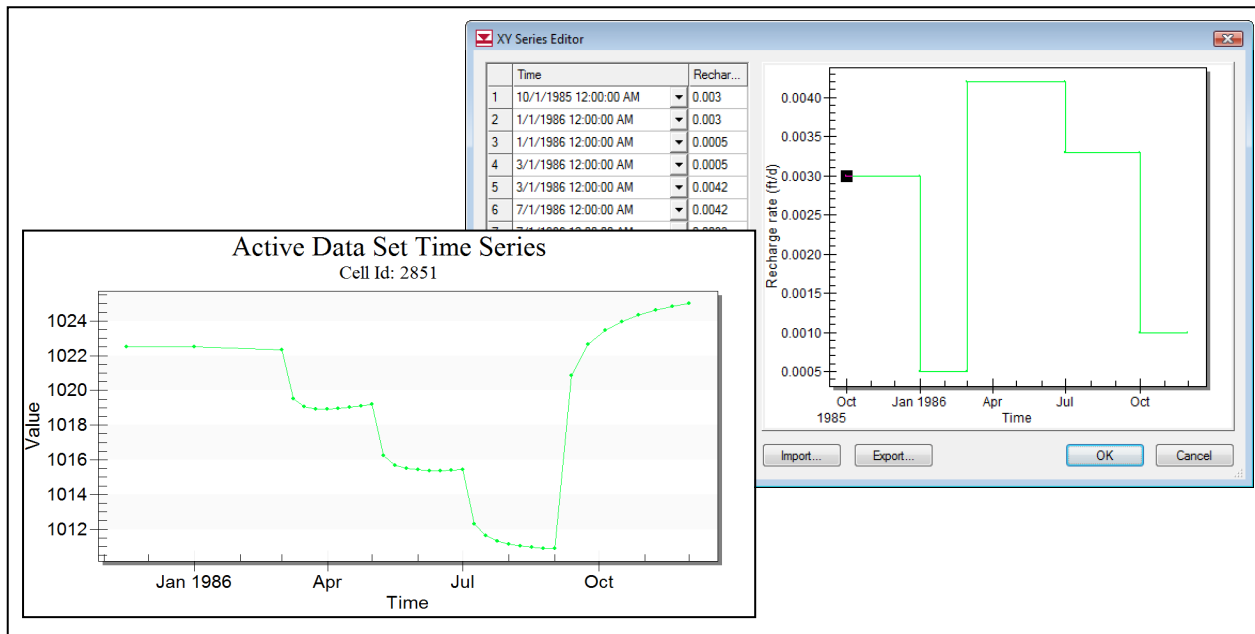 XY Series Editor
Time Rechar...
1 10/1/1985 12:00:00 AM 0.003
2 1/1/1986 12:00:00 AM 0.003
3 1/1/1986 12:00:00 AM 0.0005
4 3/1/1986 12:00:00 AM 0.0005
5 3/1/1986 12:00:00 AM 0.0042
6 7/1/1986 12:00:00 AM 0.0042
0.0040
0.0035
0.0030
0.0025
0.0020
0.0015
0.0010
0.0005
Recharge rate (ft/d)
Oct Jan 1986 Apr Jul Oct
1985
Time
Import... Export... OK Cancel
Active Data Set Time Series
Cell Id: 2851
1024
1022
1020
1018
1016
1014
1012
Value
Jan 1986 Apr Jul Oct
Time